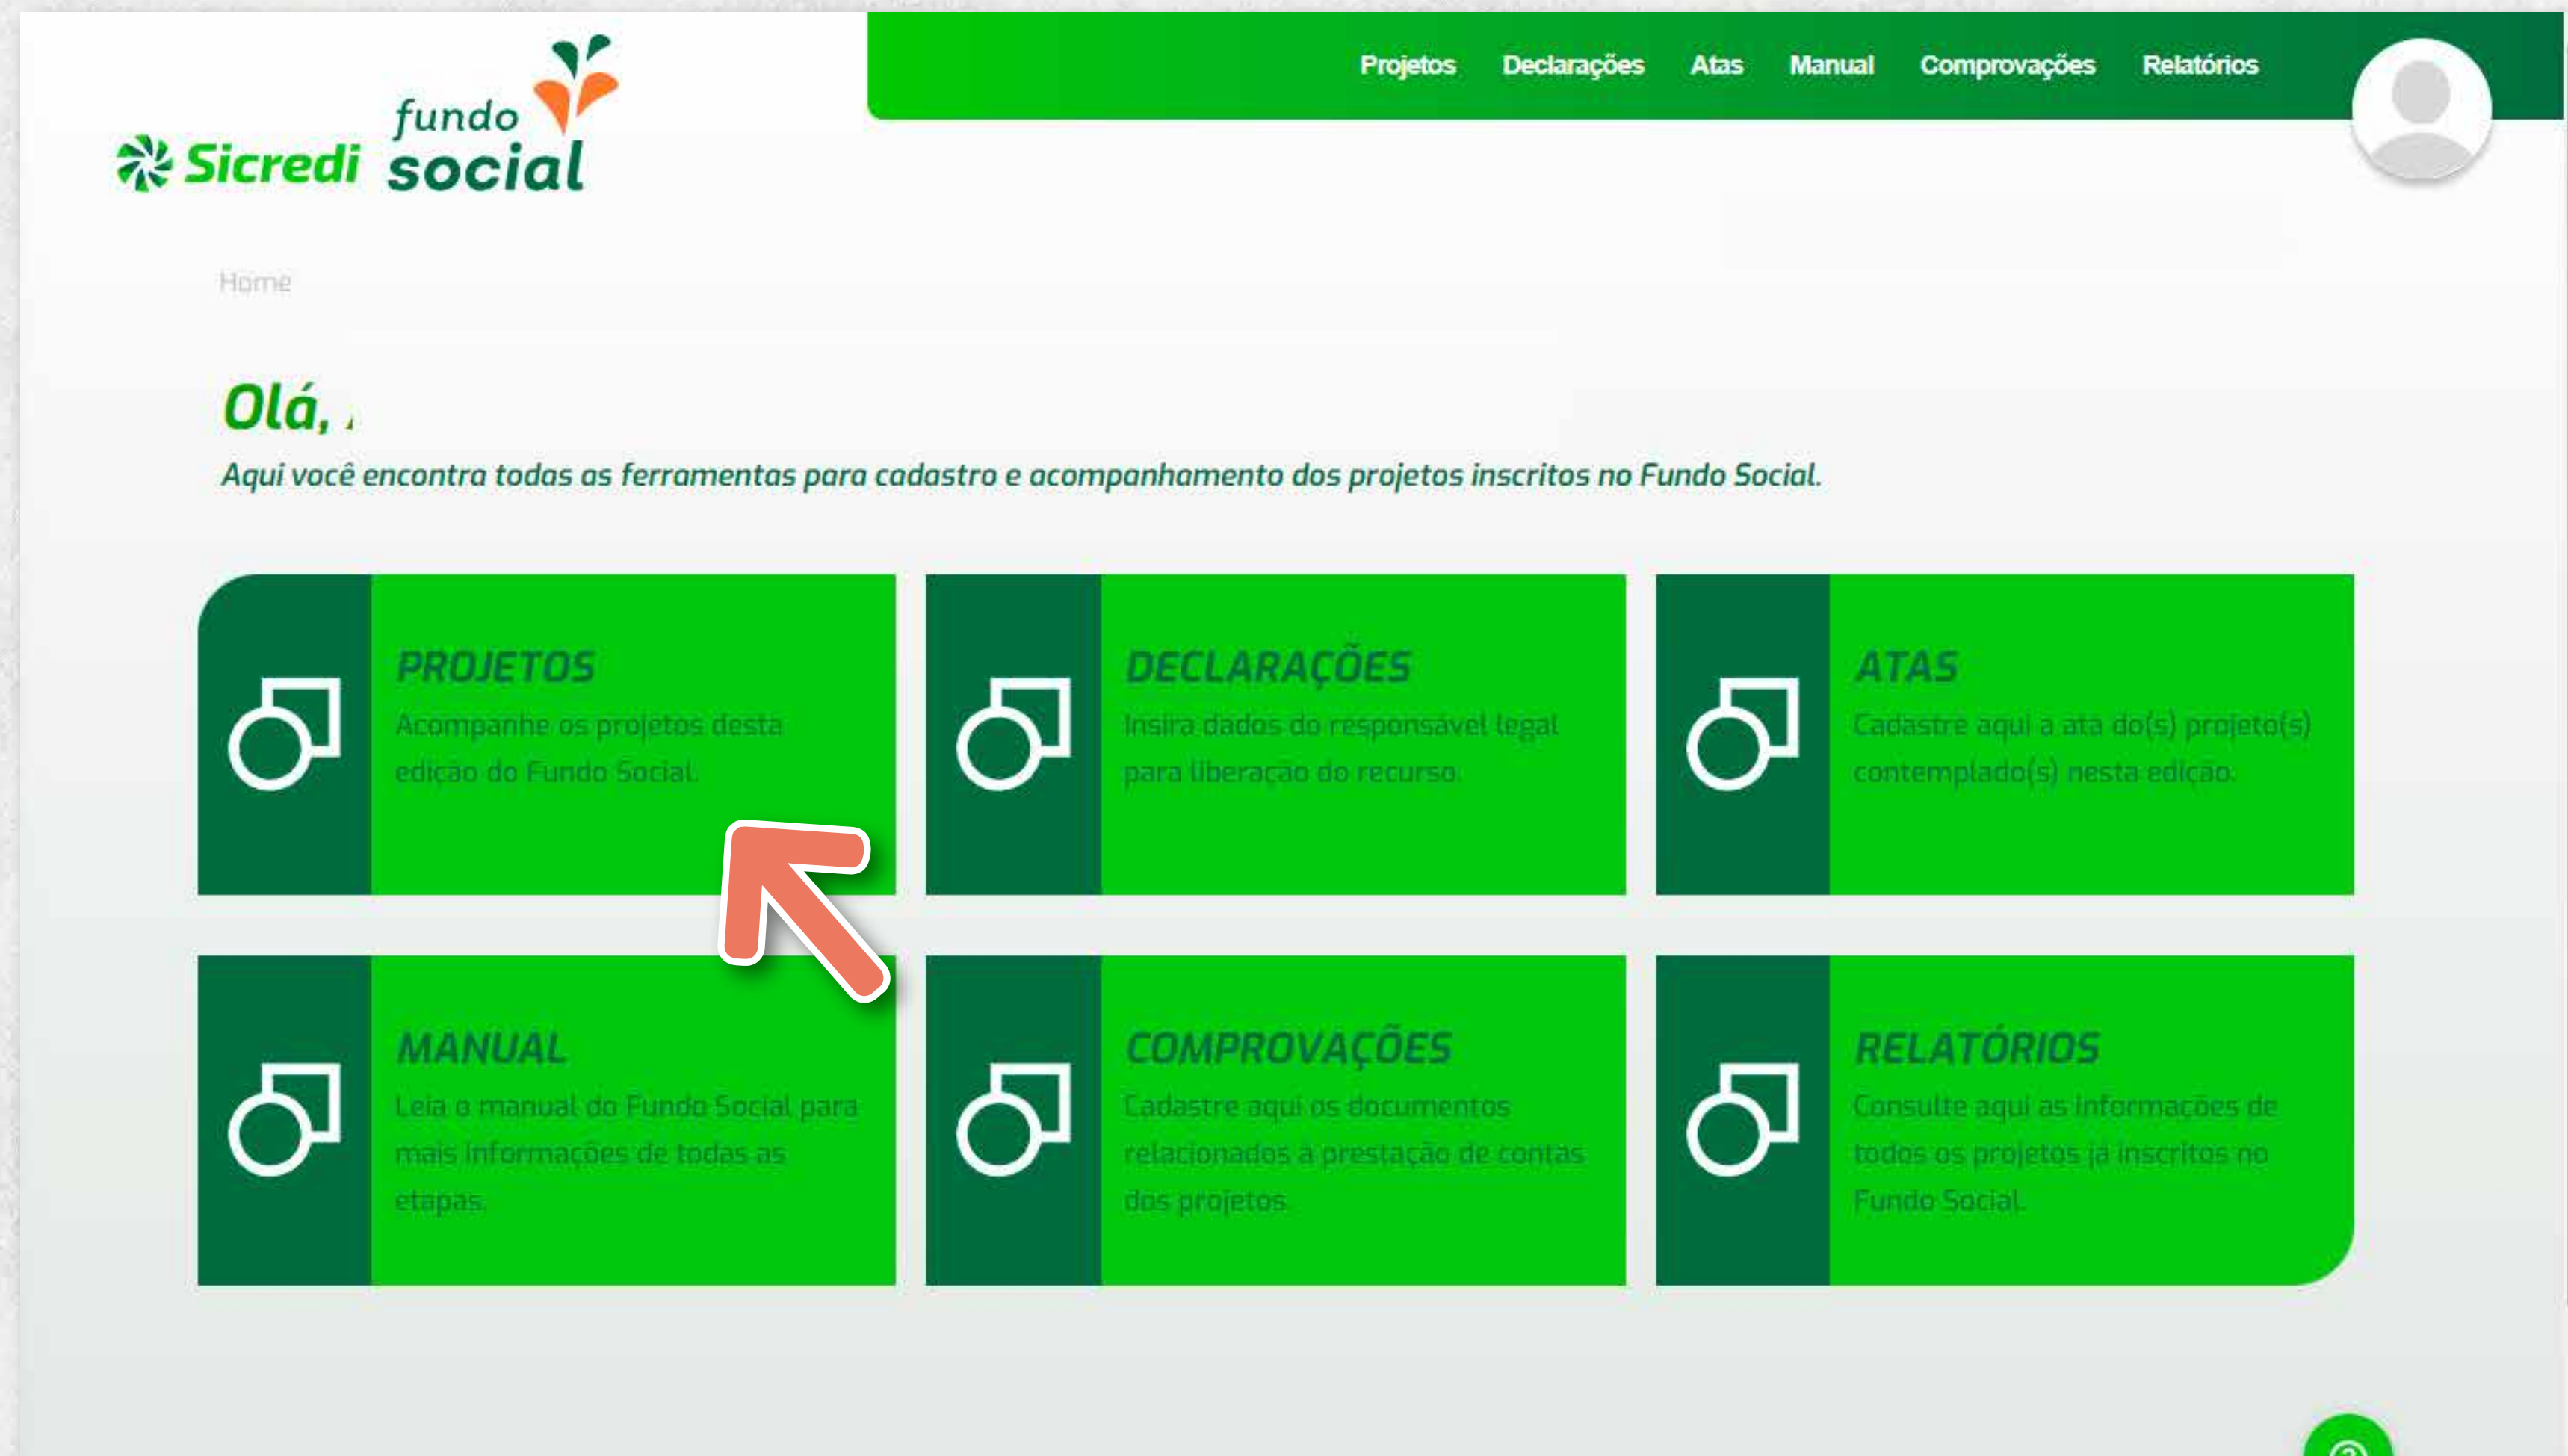 Projetos Declarações Atas Manual Comprovações Relatórios
fundo
Sicredi social
Home
Olá,
Aqui você encontra todas as ferramentas para cadastro e acompanhamento dos projetos inscritos no Fundo Social.
PROJETOS
Acompanhe os projetos desta
edição do Fundo Social.
DECLARAÇÕES
Insira dados do responsável legal
para liberação do recurso.
ATAS
Cadastre aqui a ata do(s) projeto(s)
contemplado(s) nesta edição.
MANUAL
Leia o manual do Fundo Social para
mais informações de todas as
etapas.
COMPROVAÇÕES
Cadastre aqui os documentos
relacionados à prestação de contas
dos projetos.
RELATÓRIOS
Consulte aqui as informações de
todos os projetos já inscritos no
Fundo Social.